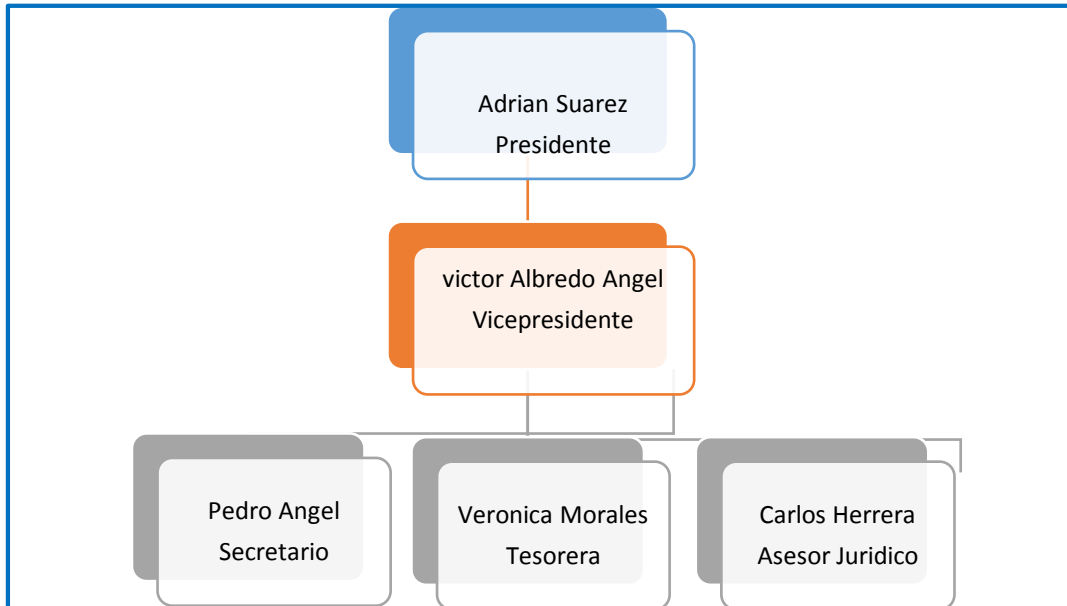 Adrian Suarez
Presidente
victor Albredo Angel
Vicepresidente
Pedro Angel
Secretario
Veronica Morales
Tesorera
Carlos Herrera
Asesor Juridico